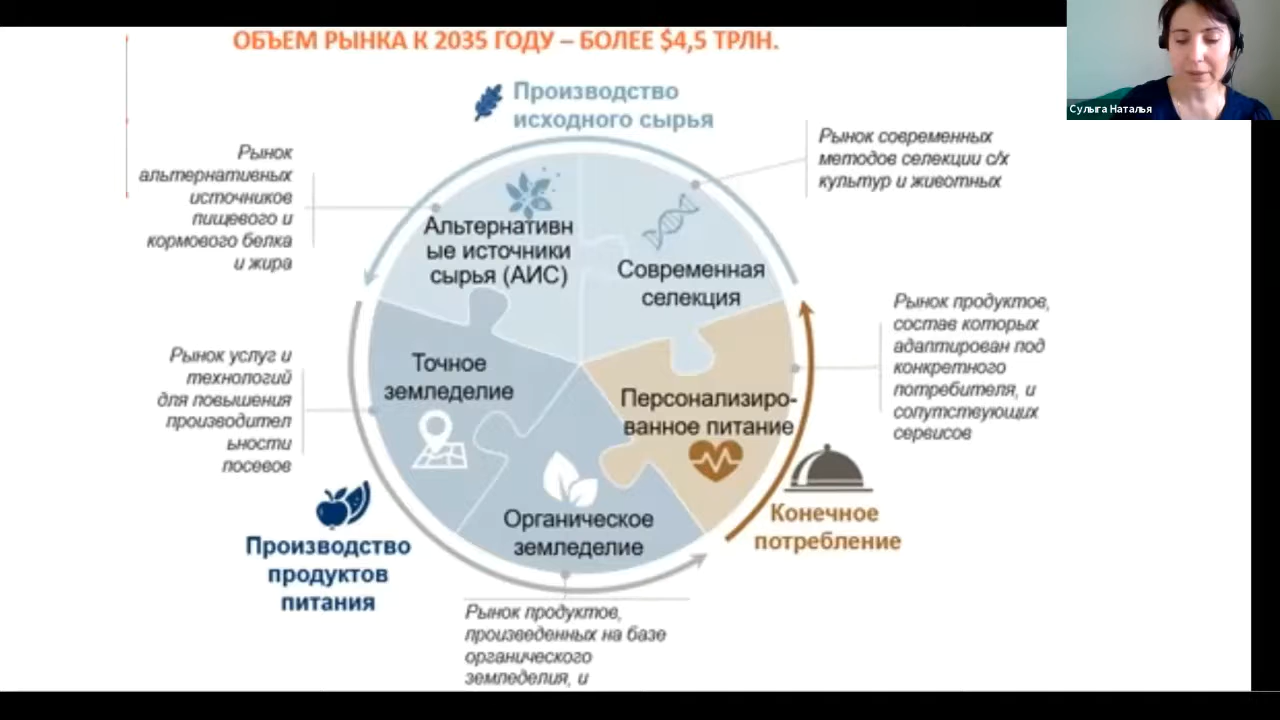 ОБЪЕМ РЫНКА К 2035 ГОДУ – БОЛЕЕ $4,5 ТРЛН.
Сулыга Наталья
Производство
исходного сырья
Рынок
альтернативных
источников
пищевого и
кормового белка
и жира
Рынок современных
методов селекции с/х
культур и животных
Альтернативн
ые источники
сырья (АИС)
Современная
селекция
Рынок продуктов,
состав которых
адаптирован под
конкретного
потребителя, и
сопутствующих
сервисов
Рынок услуг и
технологий
для повышения
производител
ьности
посевов
Точное
земледелие
Персонализиро-
ванное питание
Органическое
земледелие
Конечное
потребление
Производство
продуктов
питания
Рынок продуктов,
произведенных на базе
органического
земледелия, и